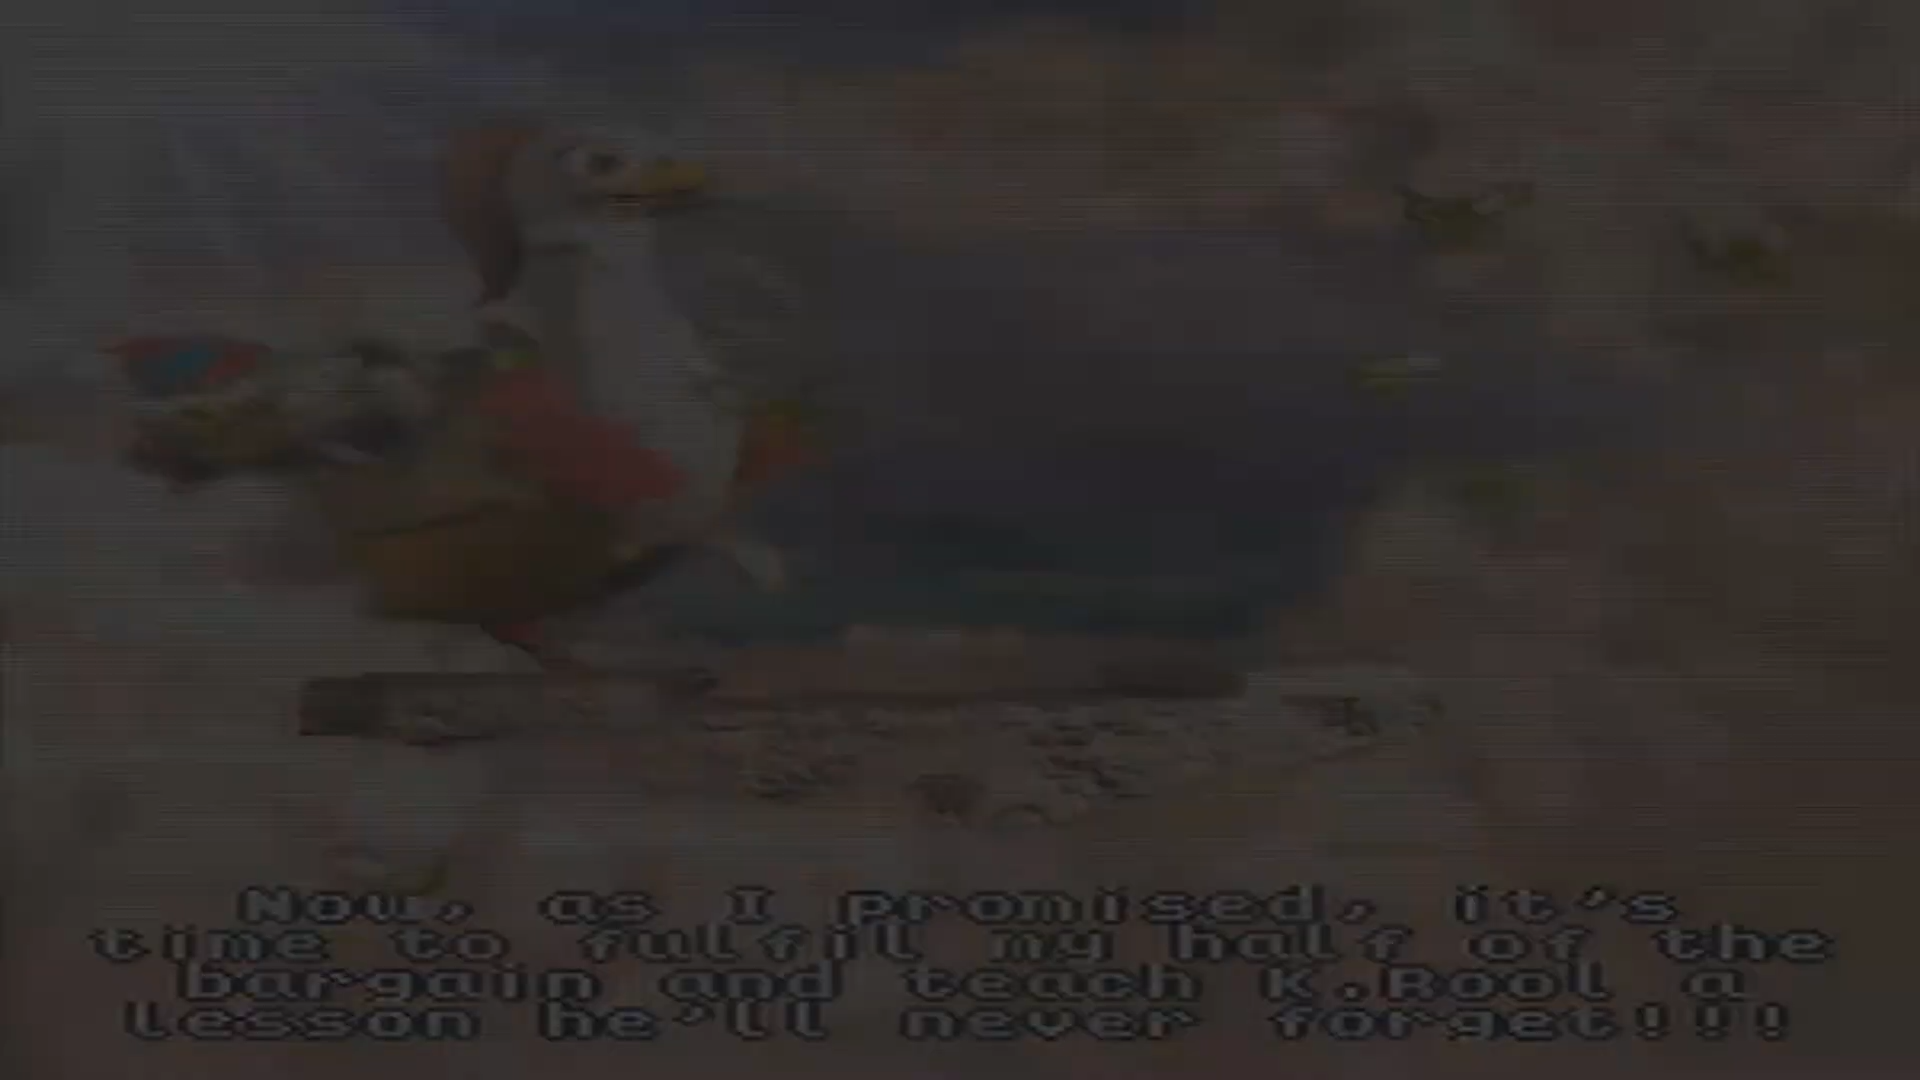 Now, as I promised, it's
time to fulfil my half of the
bargain and teach K.Rool a
lesson he'll never forget!!!